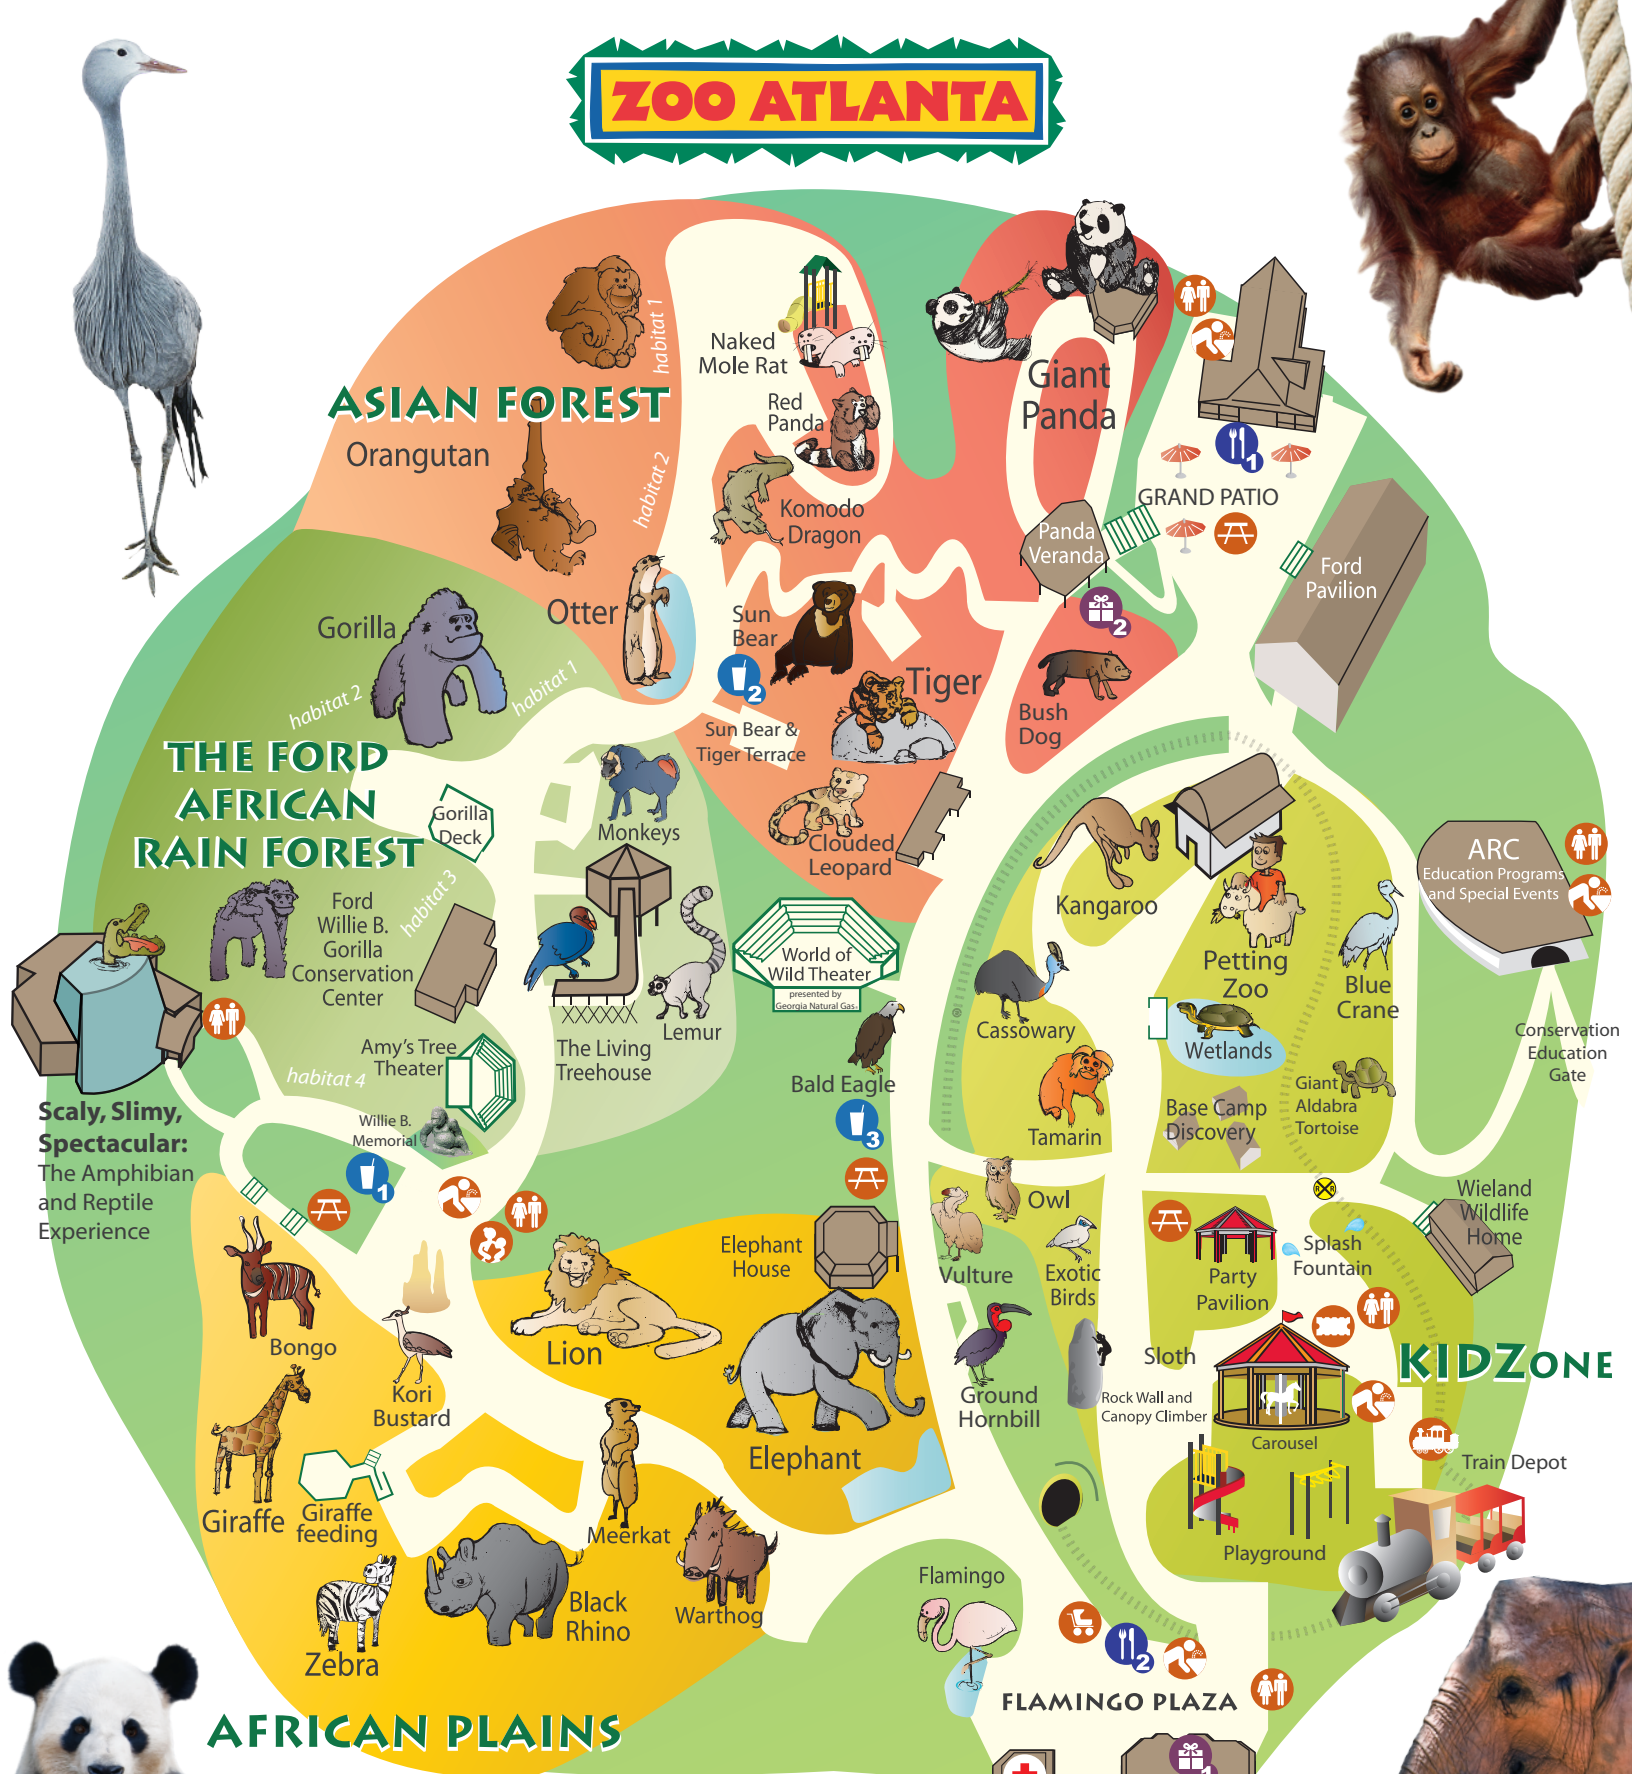 ZOO ATLANTA
habitat 1
Naked
Mole Rat
Giant
Panda
ASIAN FOREST
Red
Panda
Orangutan
habitat 2
1
GRAND PATIO
Komodo
Dragon
Panda
Veranda
Ford
Pavilion
Otter
Sun
Bear
2
Gorilla
habitat 2
habitat 1
2
Tiger
Bush
Dog
Sun Bear &
Tiger Terrace
THE FORD
AFRICAN
RAIN FOREST
Gorilla
Deck
Monkeys
Clouded
Leopard
habitat 3
Kangaroo
ARC
Education Programs
and Special Events
Ford
Willie B.
Gorilla
Conservation
Center
World of
Wild Theater
presented by
Georgia Natural Gas
Petting
Zoo
Blue
Crane
Cassowary
Lemur
The Living
Treehouse
Amy's Tree
Theater
habitat 4
Wetlands
Conservation
Education
Gate
Bald Eagle
3
Giant
Aldabra
Tortoise
Base Camp
Discovery
Tamarin
Scaly, Slimy,
Spectacular:
The Amphibian
and Reptile
Experience
Willie B.
Memorial
1
Owl
R R
Wieland
Wildlife
Home
Elephant
House
Vulture
Exotic
Birds
Party
Pavilion
Splash
Fountain
Bongo
Lion
Sloth
KIDZONE
Kori
Bustard
Ground
Hornbill
Rock Wall and
Canopy Climber
Carousel
Elephant
Train Depot
Giraffe
Giraffe
feeding
Meerkat
Playground
Flamingo
Black
Rhino
Warthog
Zebra
2
FLAMINGO PLAZA
AFRICAN PLAINS
1